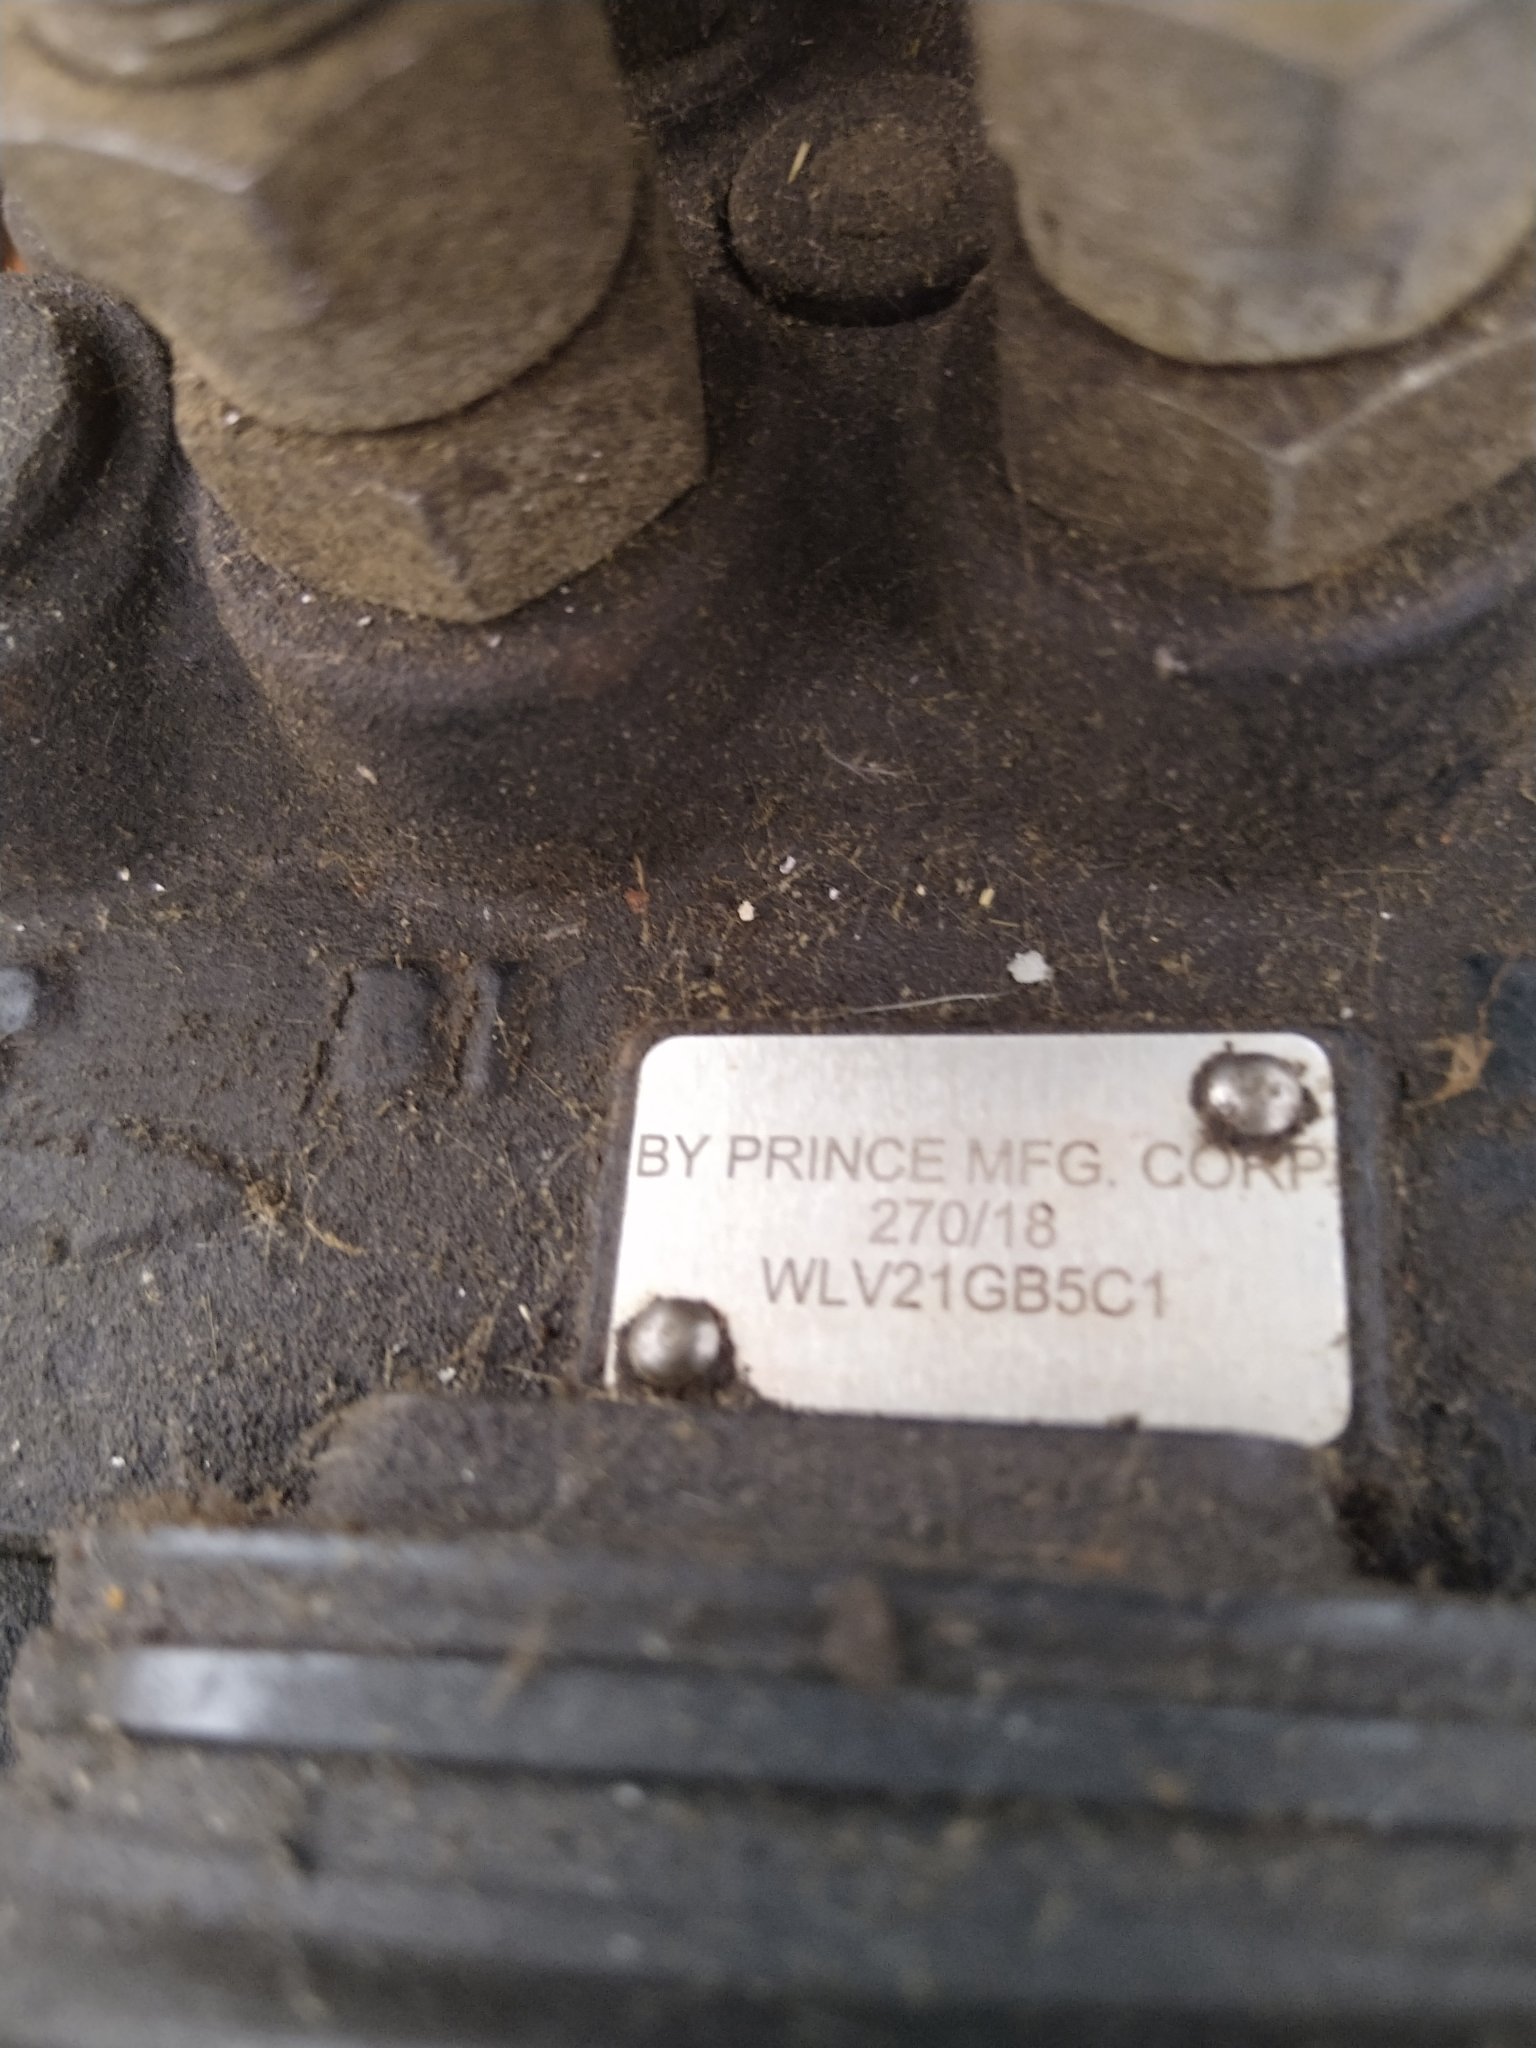 BY PRINCE MFG. CORP.
270/18
WLV21GB5C1